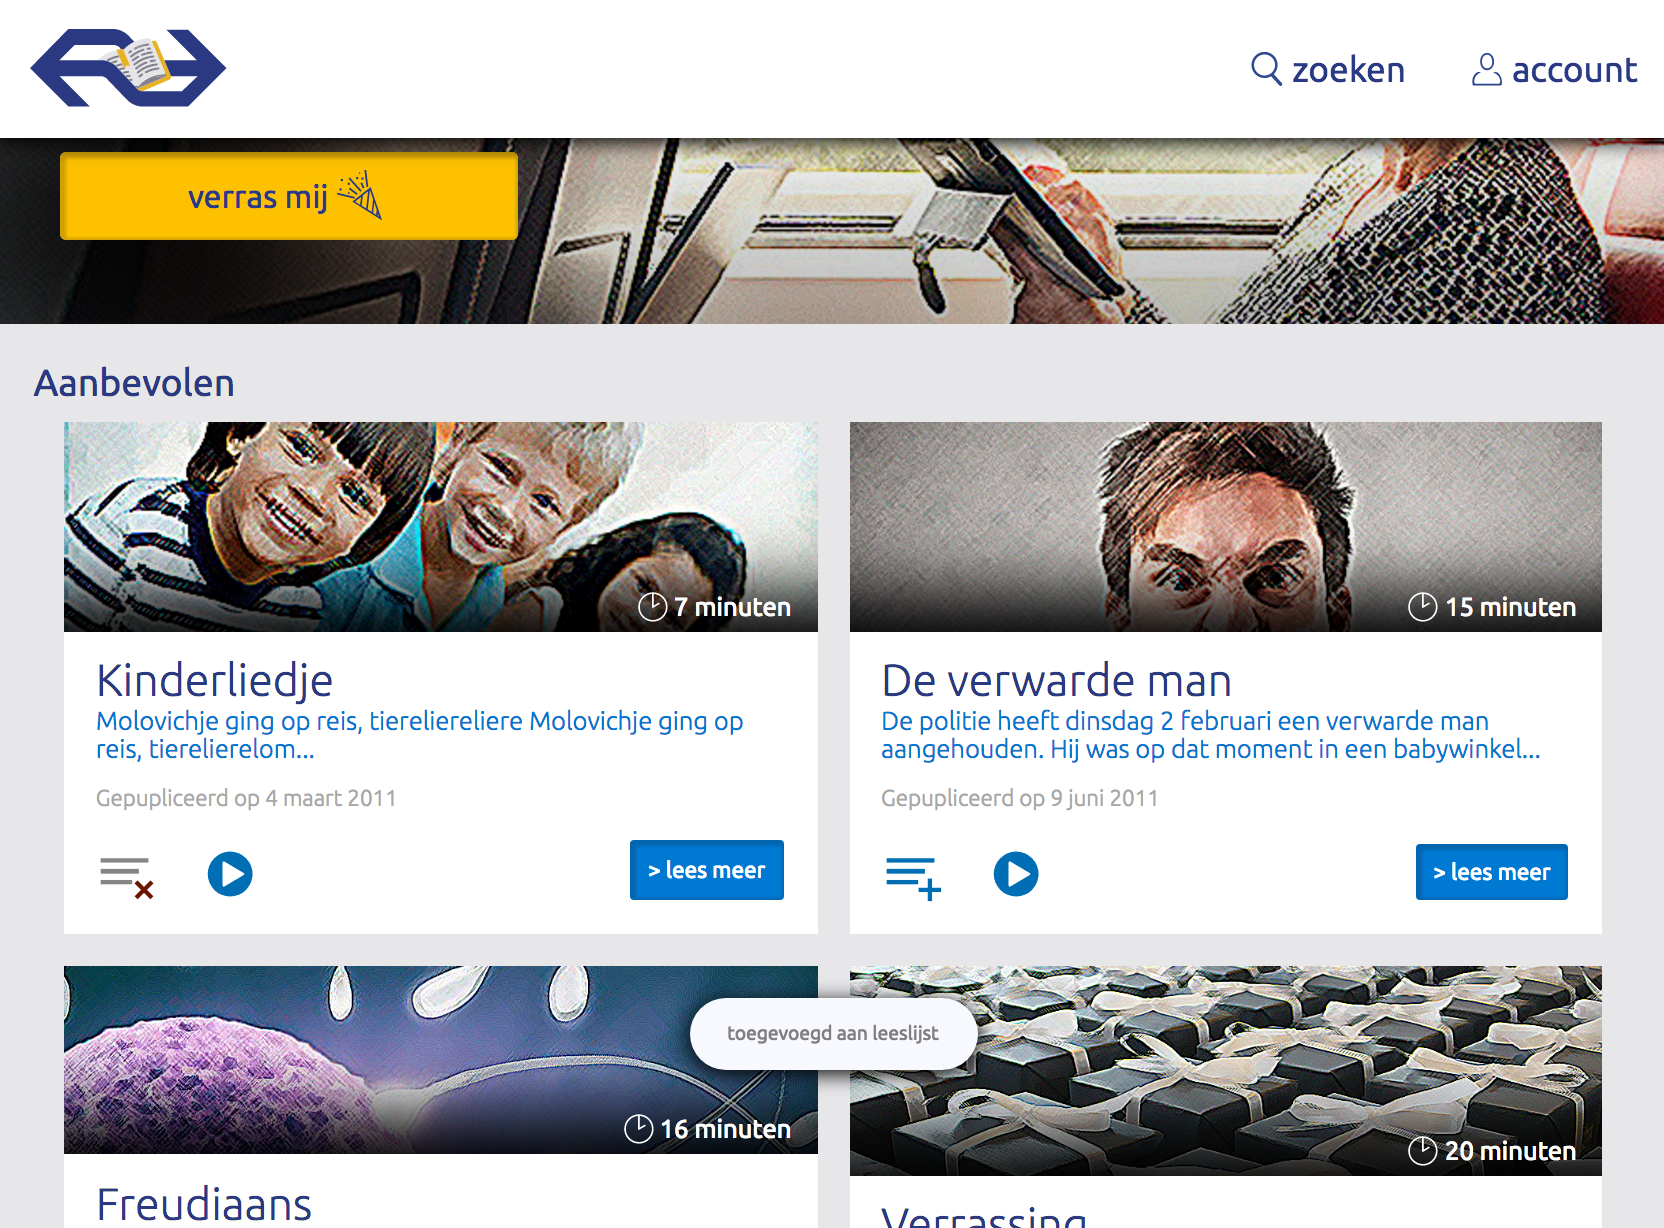 zoeken
account
verras mij
Aanbevolen
7 minuten
15 minuten
Kinderliedje
De verwarde man
Molovichje ging op reis, tiereliereliere Molovichje ging op
reis, tierelierelom...
De politie heeft dinsdag 2 februari een verwarde man
aangehouden. Hij was op dat moment in een babywinkel...
Gepupliceerd op 4 maart 2011
Gepupliceerd op 9 juni 2011
> lees meer
> lees meer
toegevoegd aan leeslijst
16 minuten
20 minuten
Freudiaans
Verrassing